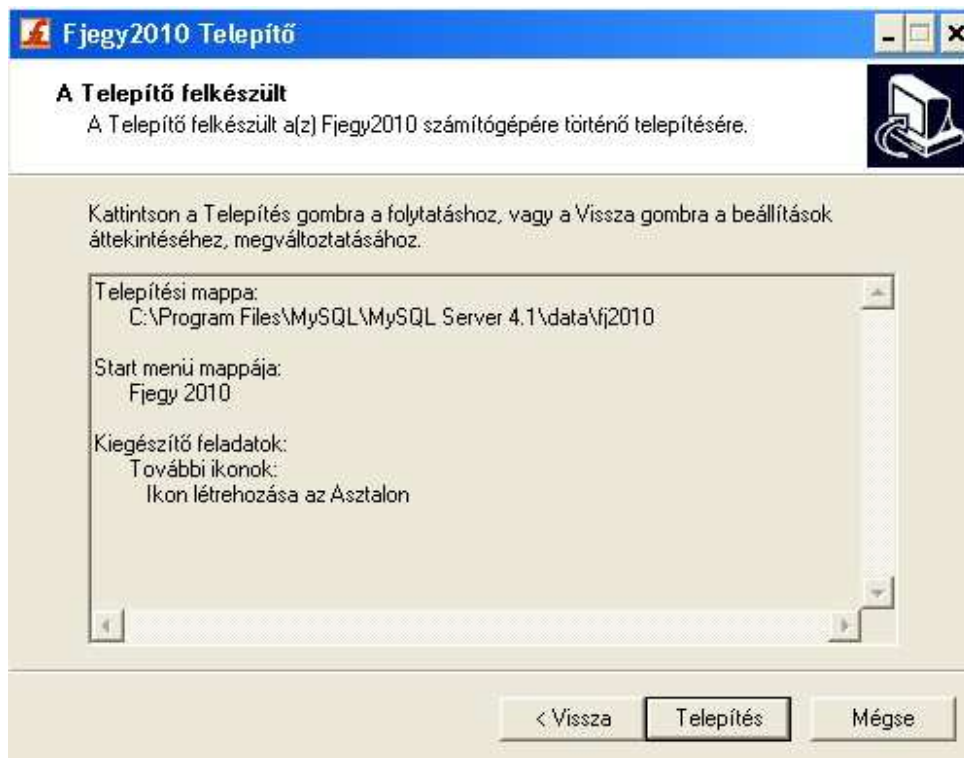 Fjegy2010 Telepítő
A Telepítő felkészült
A Telepítő felkészült a(z) Fjegy2010 számítógépére történő telepítésére.
Kattintson a Telepítés gombra a folytatáshoz, vagy a Vissza gombra a beállítások
áttekintéséhez, megváltoztatásához.
Telepítési mappa:
C:\Program Files\MySQL\MySQL Server 4.1\data\fj2010
Start menü mappája:
Fjegy 2010
Kiegészítő feladatok:
További ikonok:
Ikon létrehozása az Asztalon
< Vissza
Telepítés
Mégse